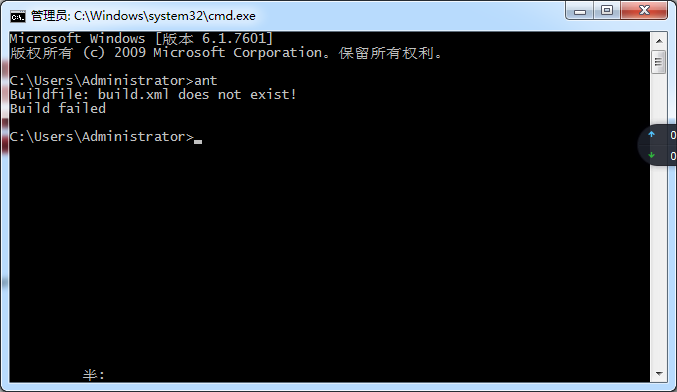 管理员: C:\Windows\system32\cmd.exe
Microsoft Windows [版本 6.1.7601]
版权所有 (c) 2009 Microsoft Corporation。保留所有权利。
C:\Users\Administrator>ant
Buildfile: build.xml does not exist!
Build failed
C:\Users\Administrator>
0
0
半: